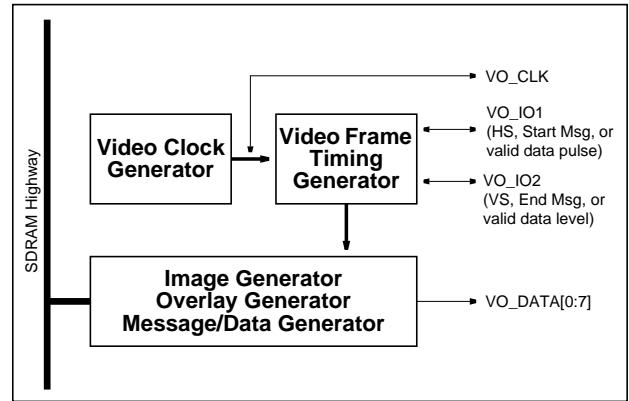 VO_CLK
Video Clock
Generator
Video Frame
Timing
Generator
VO_IO1
(HS, Start Msg, or
valid data pulse)
VO_IO2
(VS, End Msg, or
valid data level)
SDRAM Highway
Image Generator
Overlay Generator
Message/Data Generator
VO_DATA[0:7]